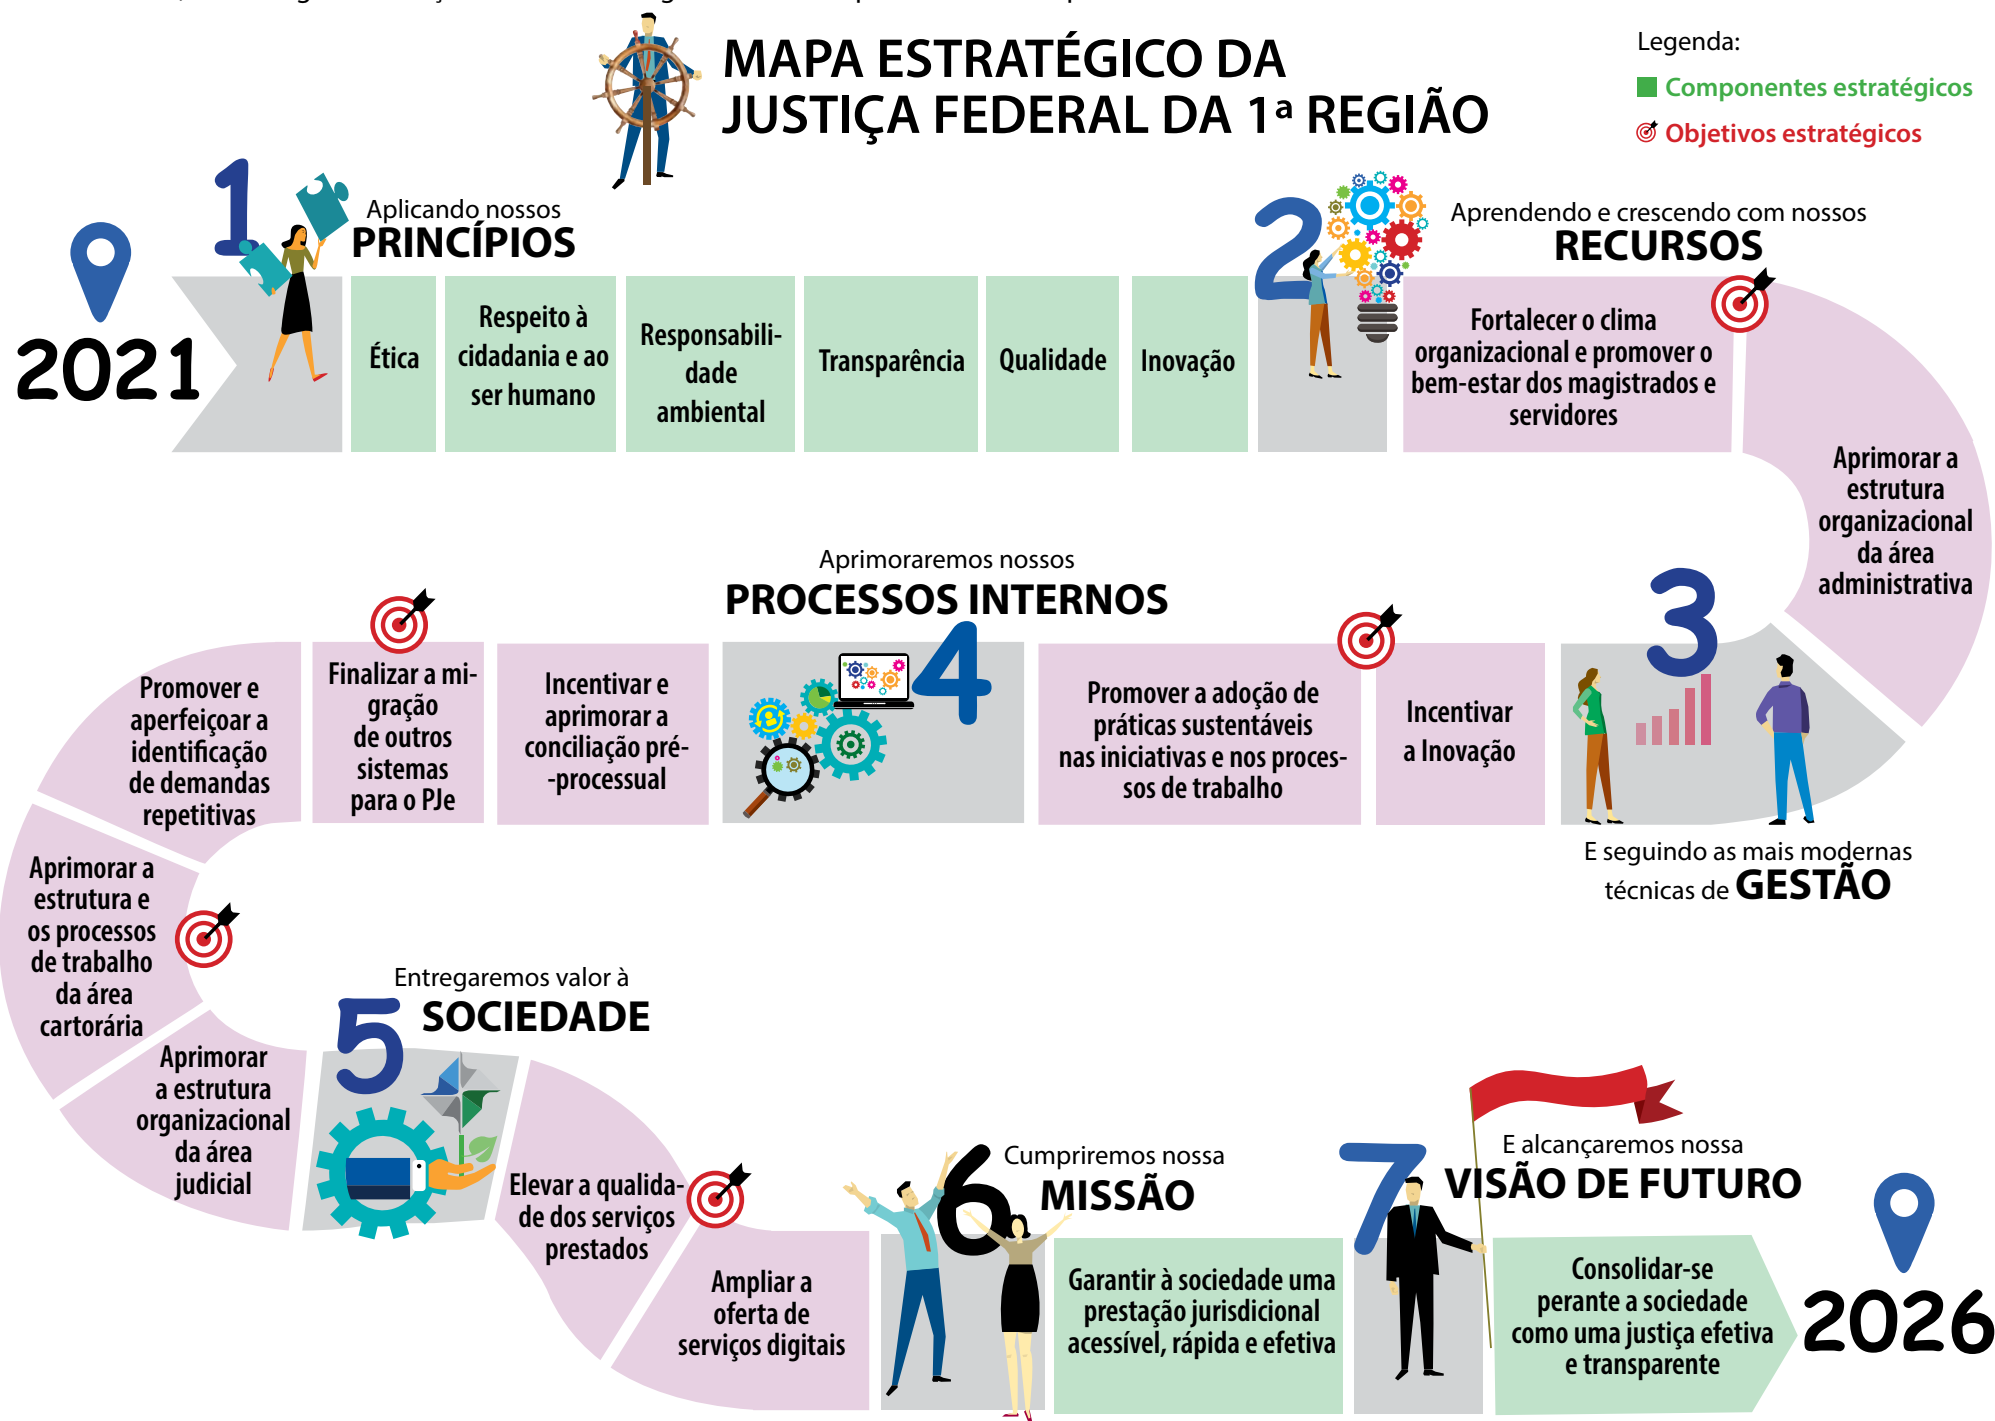 MAPA ESTRATÉGICO DA
JUSTIÇA FEDERAL DA 1ª REGIÃO
Legenda:
Componentes estratégicos
Objetivos estratégicos
2021
1
Aplicando nossos
PRINCÍPIOS
Ética
Respeito à
cidadania e ao
ser humano
Responsabili-
dade
ambiental
Transparência
Qualidade
Inovação
2
Aprendendo e crescendo com nossos
RECURSOS
Fortalecer o clima
organizacional e promover o
bem-estar dos magistrados e
servidores
Aprimorar a
estrutura
organizacional
da área
administrativa
3
E seguindo as mais modernas
técnicas de GESTÃO
Incentivar
a Inovação
Promover a adoção de
práticas sustentáveis
nas iniciativas e nos proces-
sos de trabalho
Aprimoraremos nossos
PROCESSOS INTERNOS
4
Incentivar e
aprimorar a
conciliação pré-
-processual
Finalizar a mi-
gração
de outros
sistemas
para o PJe
Promover e
aperfeiçoar a
identificação
de demandas
repetitivas
Aprimorar a
estrutura e
os processos
de trabalho
da área
cartorária
Aprimorar
a estrutura
organizacional
da área
judicial
5
Entregaremos valor à
SOCIEDADE
Elevar a qualida-
de dos serviços
prestados
Ampliar a
oferta de
serviços digitais
6
Cumpriremos nossa
MISSÃO
Garantir à sociedade uma
prestação jurisdicional
acessível, rápida e efetiva
7
E alcançaremos nossa
VISÃO DE FUTURO
Consolidar-se
perante a sociedade
como uma justiça efetiva
e transparente
2026